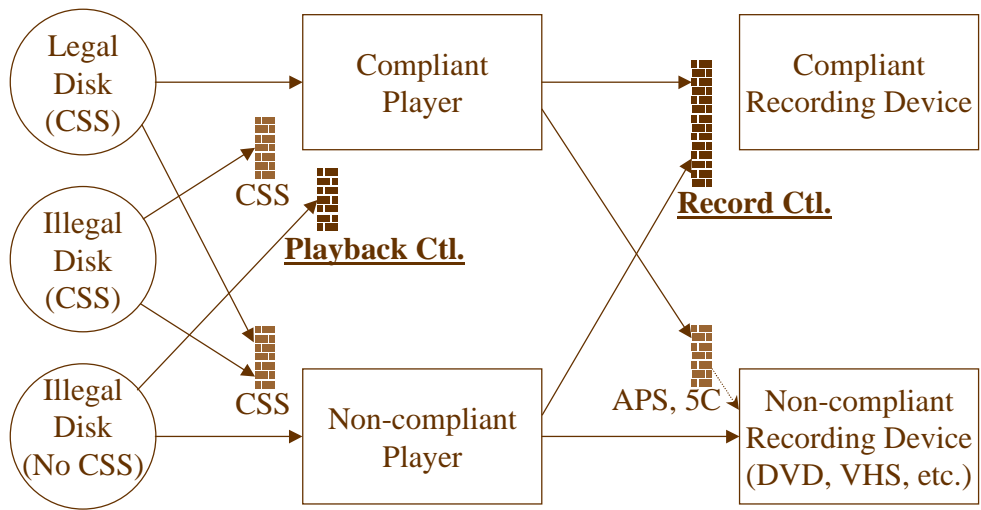 Legal
Disk
(CSS)
Compliant
Player
Compliant
Recording Device
CSS
Record Ctl.
Illegal
Disk
(CSS)
Playback Ctl.
Illegal
Disk
(No CSS)
CSS
Non-compliant
Player
APS, 5C
Non-compliant
Recording Device
(DVD, VHS, etc.)